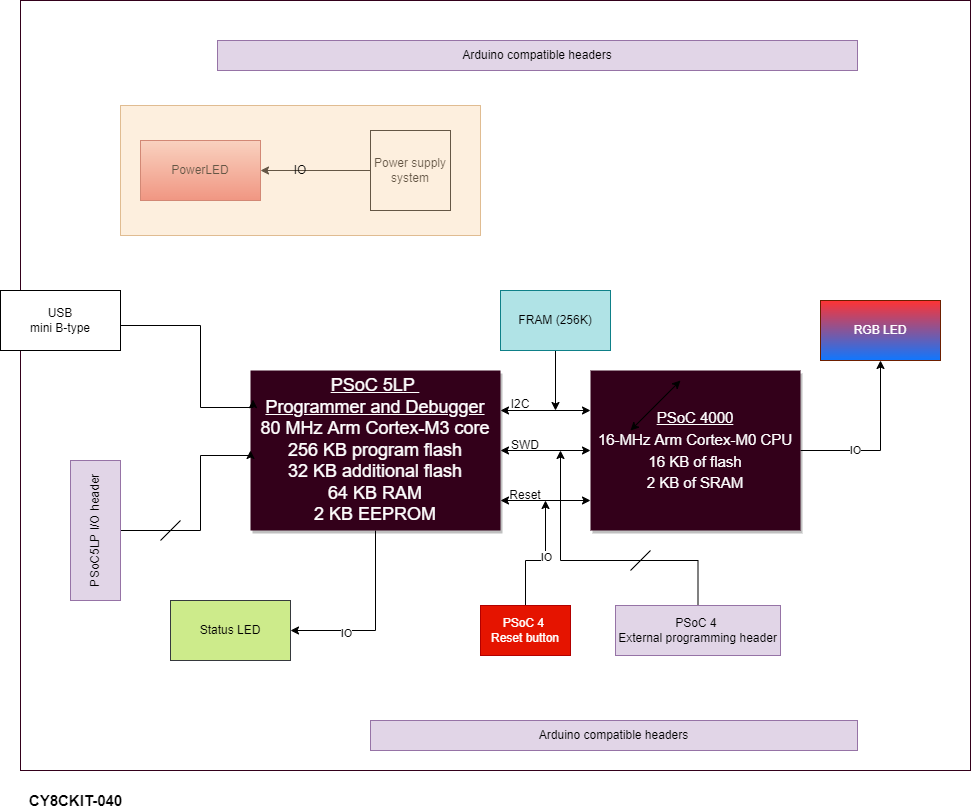 Arduino compatible headers
PowerLED
IO
Power supply
system
USB
mini B-type
FRAM (256K)
RGB LED
PSoC 5LP
Programmer and Debugger
80 MHz Arm Cortex-M3 core
256 KB program flash
32 KB additional flash
64 KB RAM
2 KB EEPROM
I2C
SWD
Reset
PSoC 4000
16-MHz Arm Cortex-M0 CPU
16 KB of flash
2 KB of SRAM
IO
PSoC5LP I/O header
IO
Status LED
IO
PSoC 4
Reset button
PSoC 4
External programming header
Arduino compatible headers
CY8CKIT-040